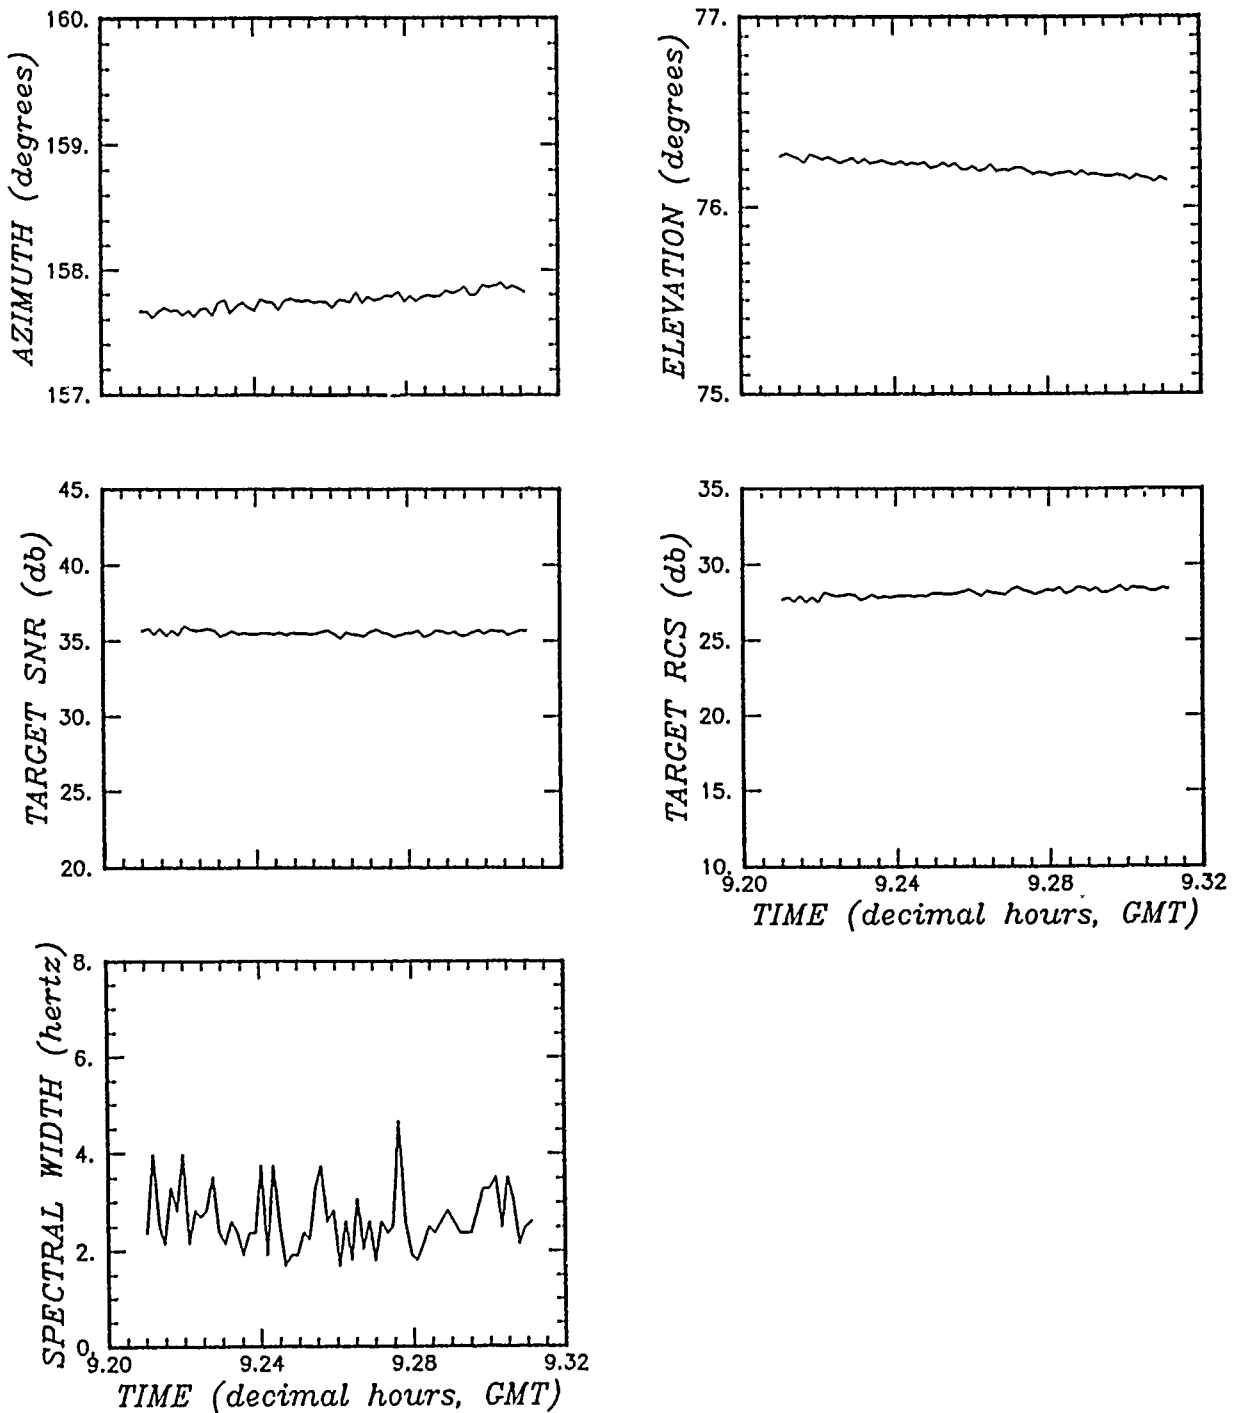 AZIMUTH (degrees)
160.
159.
158.
157.
ELEVATION (degrees)
77.
76.
75.
TARGET SNR (db)
45.
40.
35.
30.
25.
20.
TARGET RCS (db)
35.
30.
25.
20.
15.
10.
9.20 9.24 9.28 9.32
TIME (decimal hours, GMT)
SPECTRAL WIDTH (hertz)
8.
6.
4.
2.
0.
9.20 9.24 9.28 9.32
TIME (decimal hours, GMT)